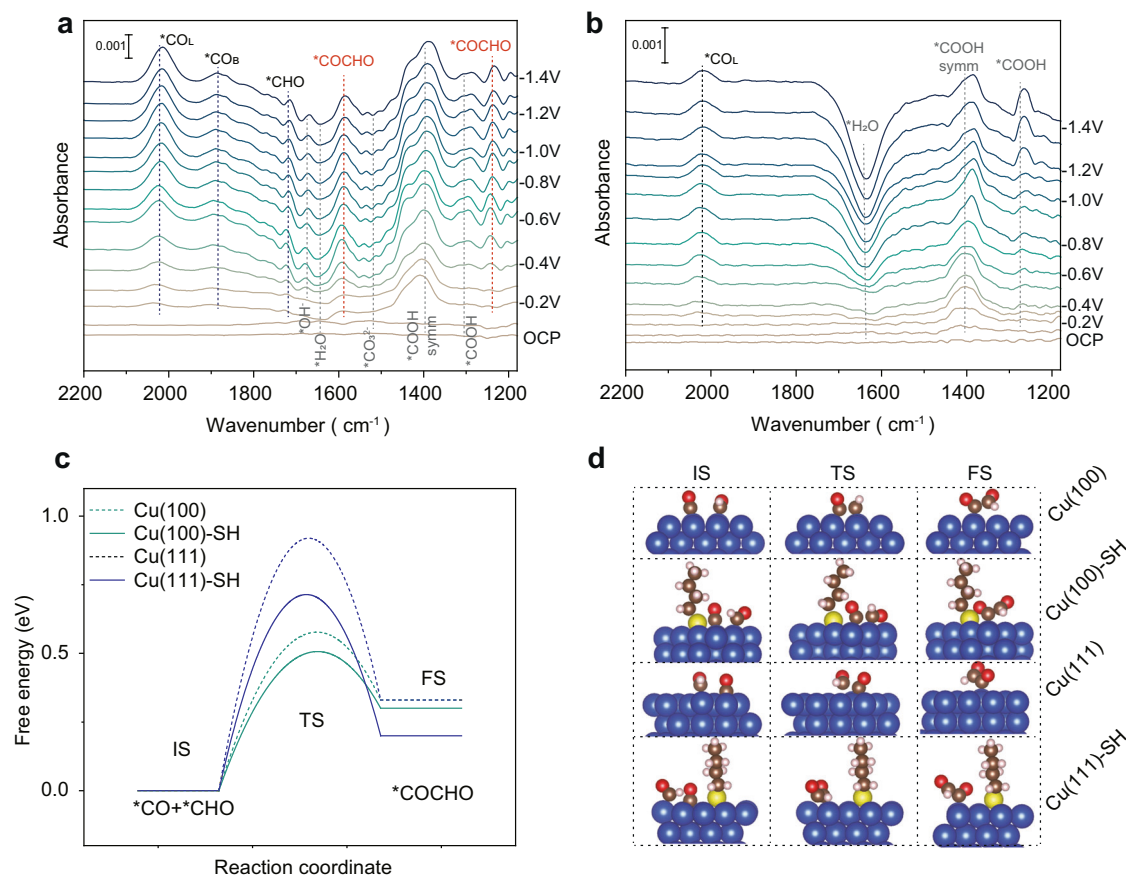 a
0.001
*CO_L
*CO_B
*CHO
*COCHO
*COCHO
-1.4V
-1.2V
-1.0V
-0.8V
-0.6V
-0.4V
-0.2V
OCP
*OH
*H₂O
*CO₃²⁻
*COOH
symm
*COOH
Absorbance
2200 2000 1800 1600 1400 1200
Wavenumber ( cm⁻¹)
b
0.001
*CO_L
*H₂O
*COOH
symm
*COOH
-1.4V
-1.2V
-1.0V
-0.8V
-0.6V
-0.4V
-0.2V
OCP
Absorbance
2200 2000 1800 1600 1400 1200
Wavenumber ( cm⁻¹)
c
Cu(100)
Cu(100)-SH
Cu(111)
Cu(111)-SH
1.0
0.5
0.0
Free energy (eV)
IS
TS
FS
*CO+*CHO
*COCHO
Reaction coordinate
d
IS TS FS
Cu(100)
Cu(100)-SH
Cu(111)
Cu(111)-SH